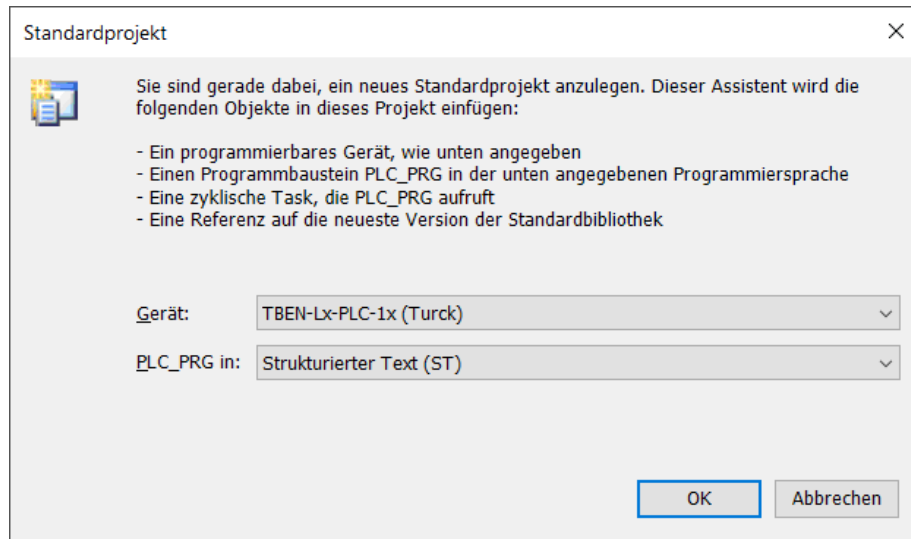 Standardprojekt
Sie sind gerade dabei, ein neues Standardprojekt anzulegen. Dieser Assistent wird die
folgenden Objekte in dieses Projekt einfügen:
- Ein programmierbares Gerät, wie unten angegeben
- Einen Programmbaustein PLC_PRG in der unten angegebenen Programmiersprache
- Eine zyklische Task, die PLC_PRG aufruft
- Eine Referenz auf die neueste Version der Standardbibliothek
Gerät: TBEN-Lx-PLC-1x (Turck)
PLC_PRG in: Strukturierter Text (ST)
OK Abbrechen